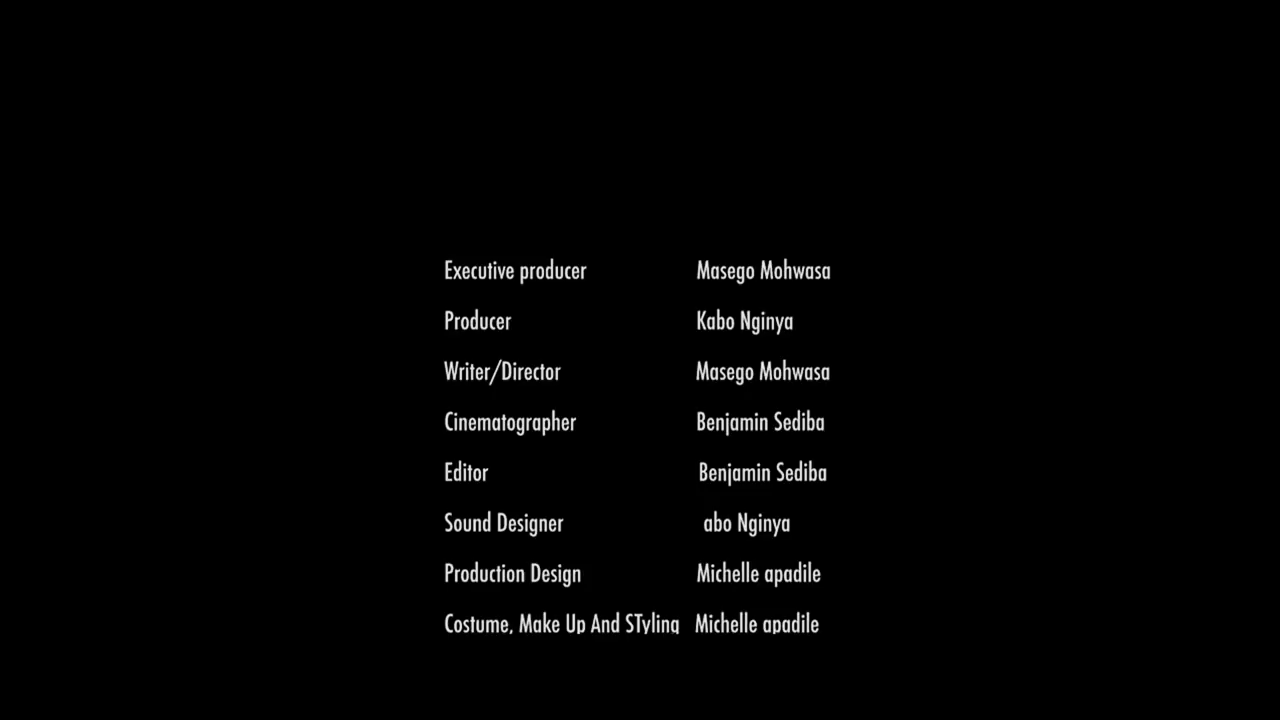 Executive producer Masego Mohwasa
Producer Kabo Nginya
Writer/Director Masego Mohwasa
Cinematographer Benjamin Sediba
Editor Benjamin Sediba
Sound Designer abo Nginya
Production Design Michelle apadile
Costume, Make Up And STyling Michelle apadile